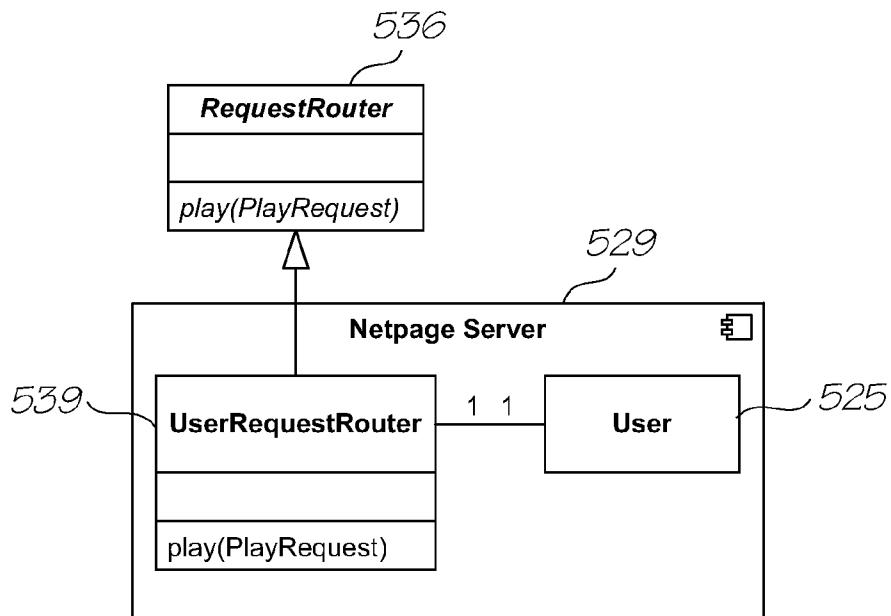 536
RequestRouter
play(PlayRequest)
529
Netpage Server
539
UserRequestRouter
1 1
User
525
play(PlayRequest)